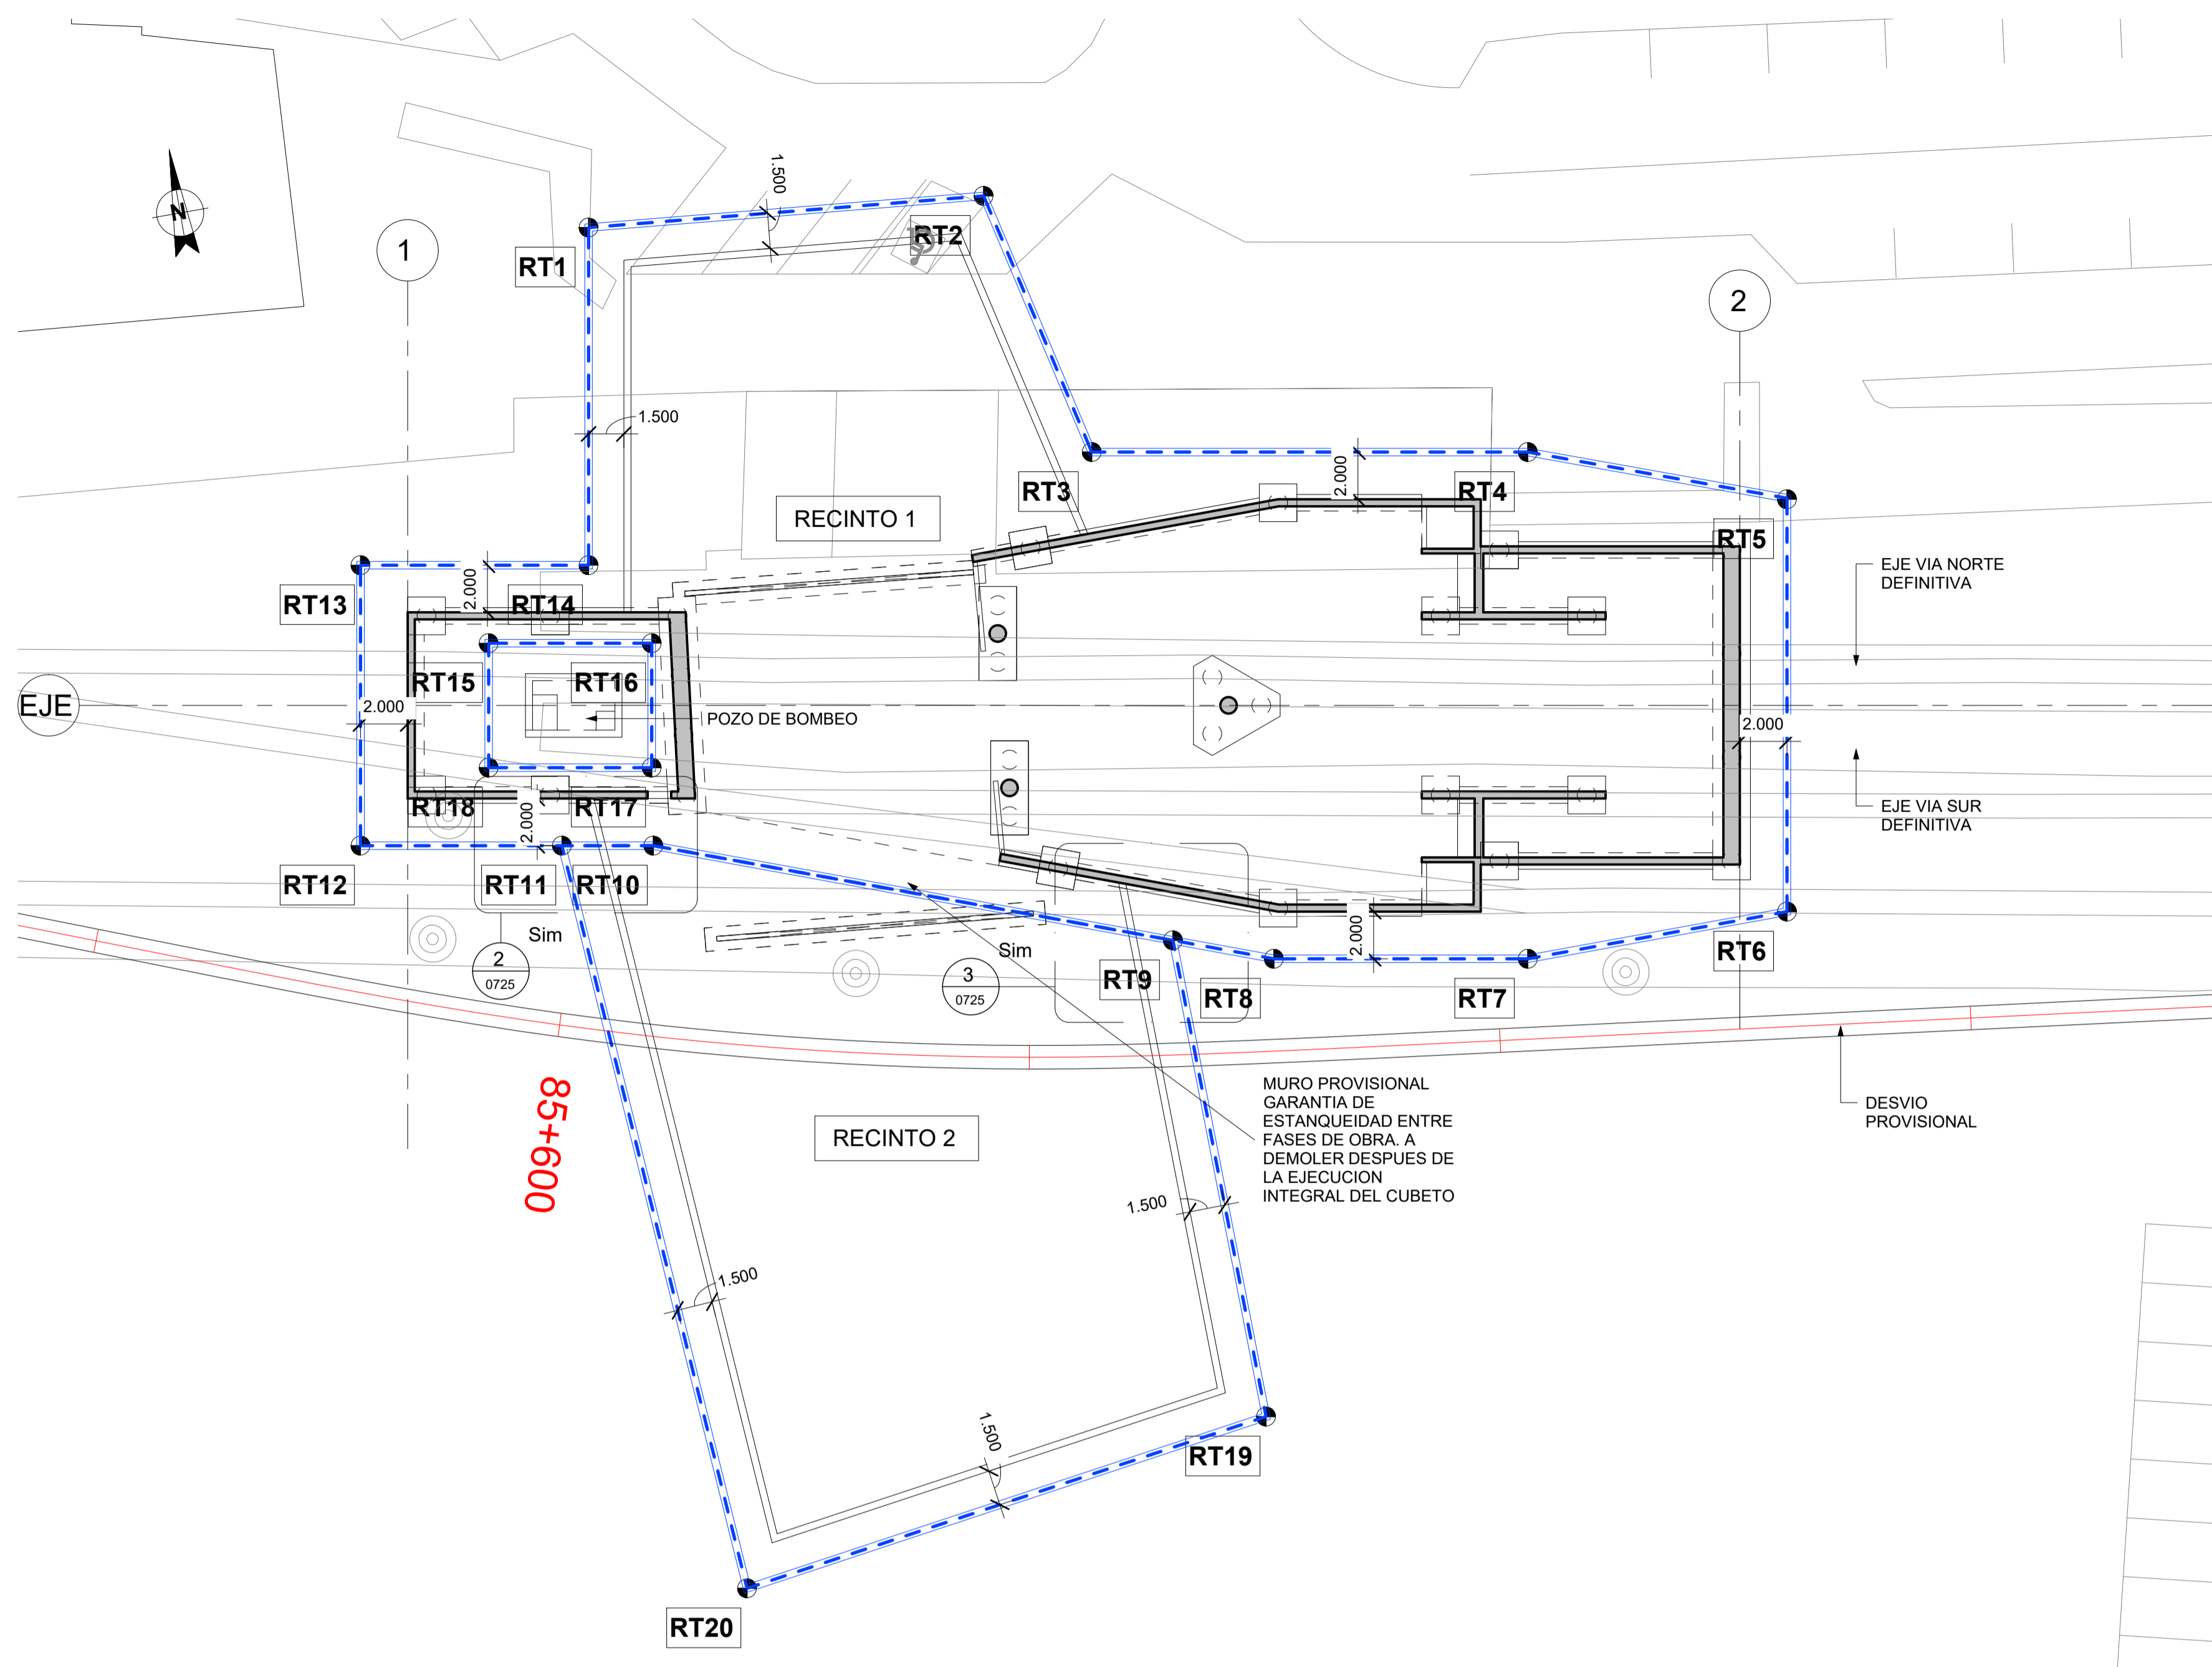 1.500
N
RT2
1
RT1
2
1.500
2.000
RT3
RT4
RECINTO 1
RT5
EJE VIA NORTE
DEFINITIVA
2.000
RT13
RT14
RT15
RT16
EJE
2.000
POZO DE BOMBEO
2.000
RT18
RT17
2.000
EJE VIA SUR
DEFINITIVA
RT12
RT11
RT10
Sim
2
0725
2.000
Sim
3
0725
RT9
RT8
RT7
RT6
85+600
MURO PROVISIONAL
GARANTIA DE
ESTANQUEIDAD ENTRE
FASES DE OBRA. A
DEMOLER DESPUES DE
LA EJECUCION
INTEGRAL DEL CUBETO
DESVIO
PROVISIONAL
RECINTO 2
1.500
1.500
1.500
RT19
RT20